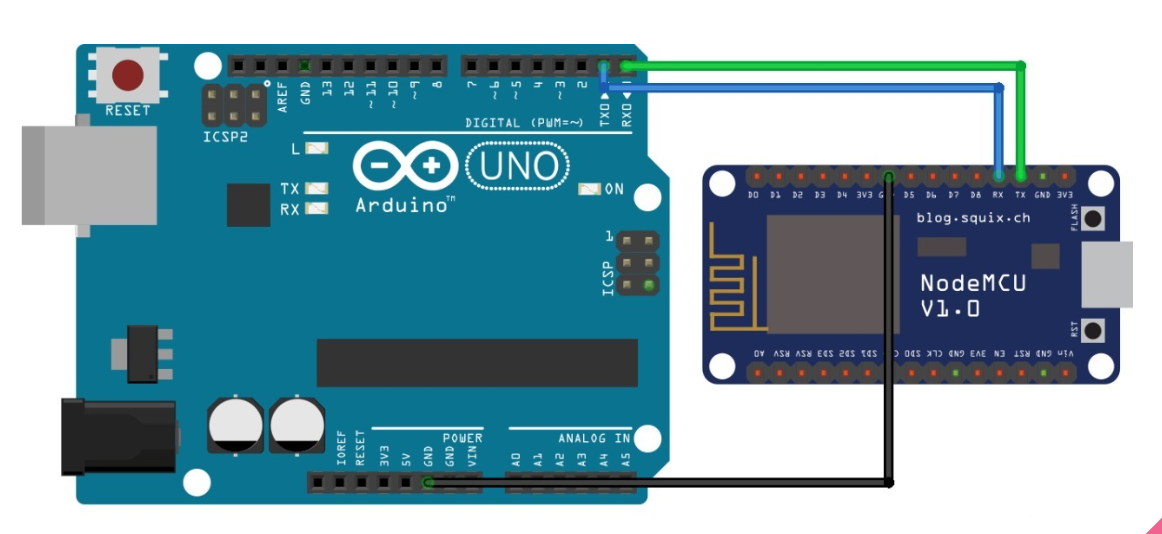 RESET
ICSP2
AREF
GND
13
12
~11
~10
~9
8
7
~6
~5
4
~3
2
TX0 ▶
RX0 ◀
DIGITAL (PWM=~)
L
TX
RX
Arduino™
UNO
ON
1
ICSP
IOREF
RESET
3V3
5V
GND
GND
VIN
POWER
ANALOG IN
A0
A1
A2
A3
A4
A5
D0 D1 D2 D3 D4 3V3 D5 D6 D7 D8 RX TX GND 3V3
blog.squix.ch
FLASH
NodeMCU
V1.0
RST
A0 RSV RSV SD3 SD2 SD1 SD0 CLK GND 3V3 EN RST GND Vin